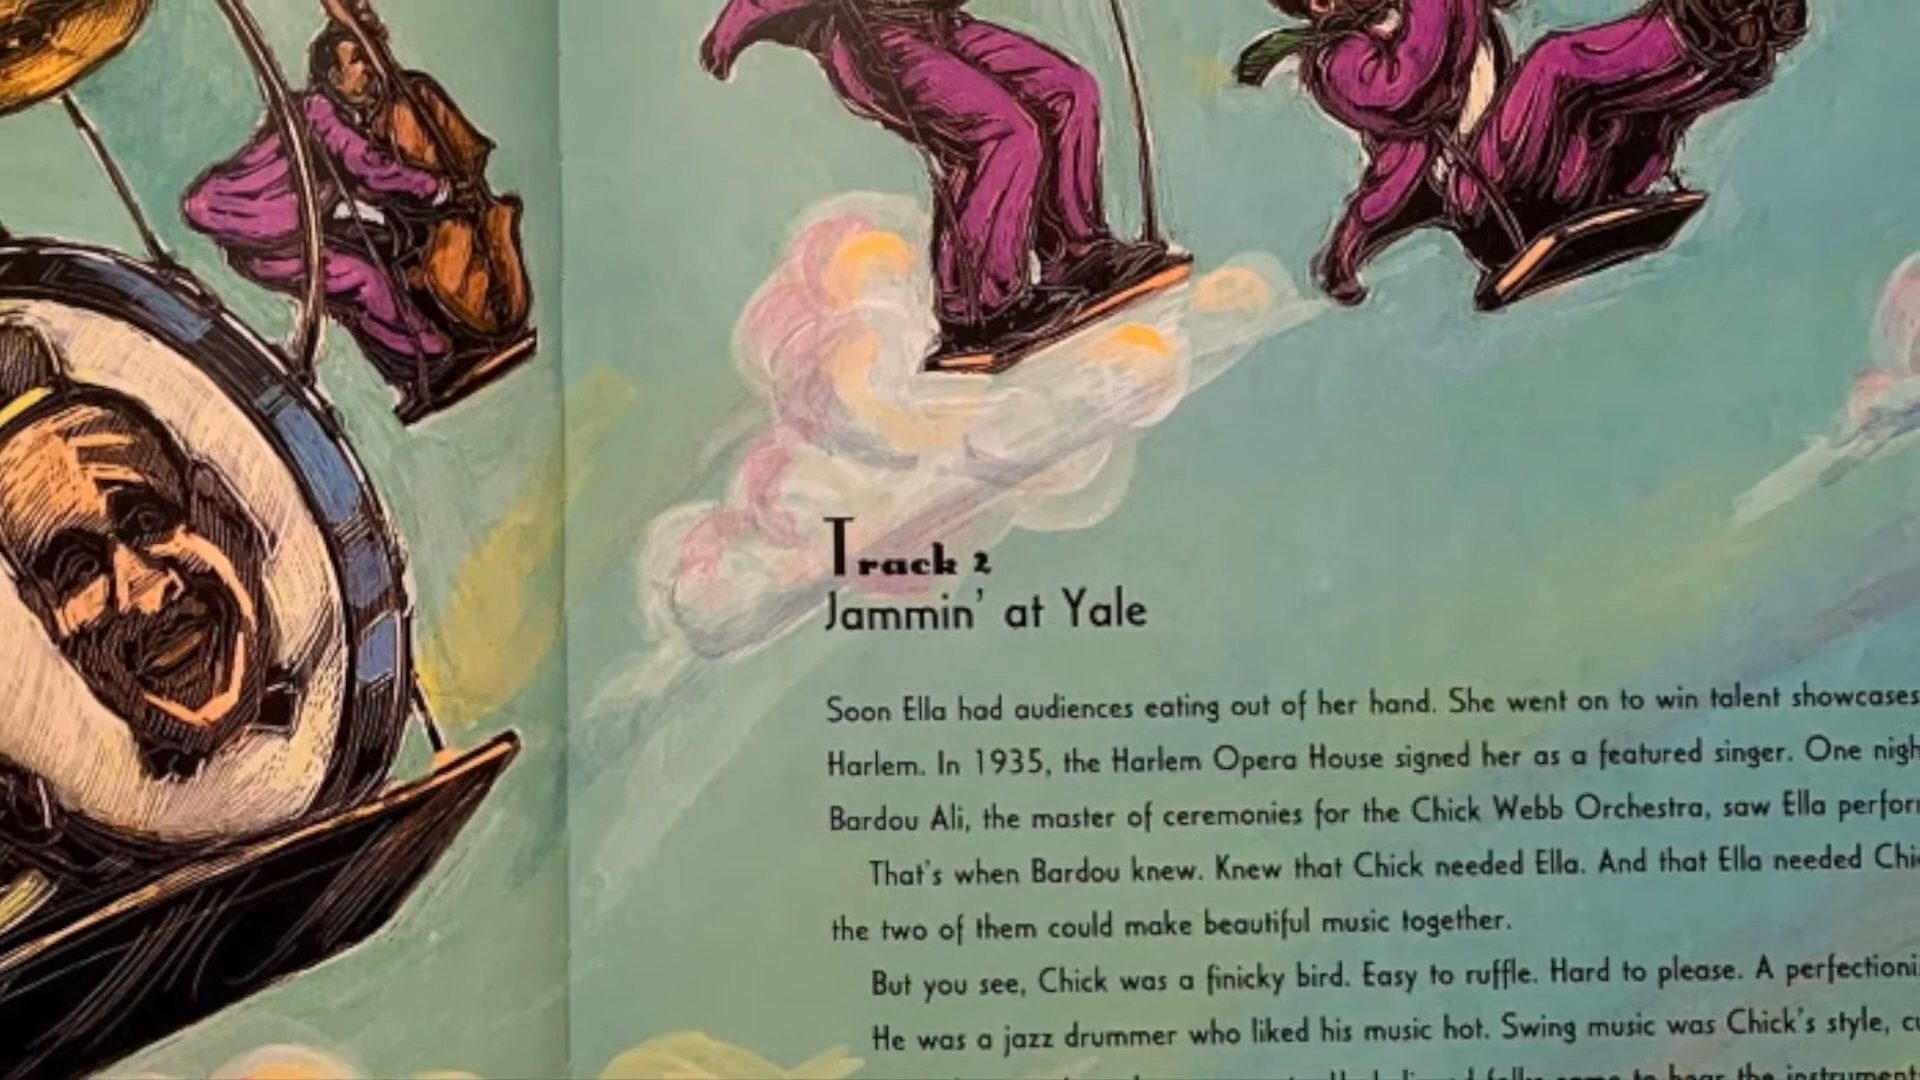 Track 2
Jammin' at Yale
Soon Ella had audiences eating out of her hand. She went on to win talent showcases
Harlem. In 1935, the Harlem Opera House signed her as a featured singer. One
Bardou Ali, the master of ceremonies for the Chick Webb Orchestra, saw Ella
That's when Bardou knew. Knew that Chick needed Ella. And that Ella needed
the two of them could make beautiful music together.
But you see, Chick was a finicky bird. Easy to ruffle. Hard to please. A
He was a jazz drummer who liked his music hot. Swing music was Chick's style,
folks came to hear the